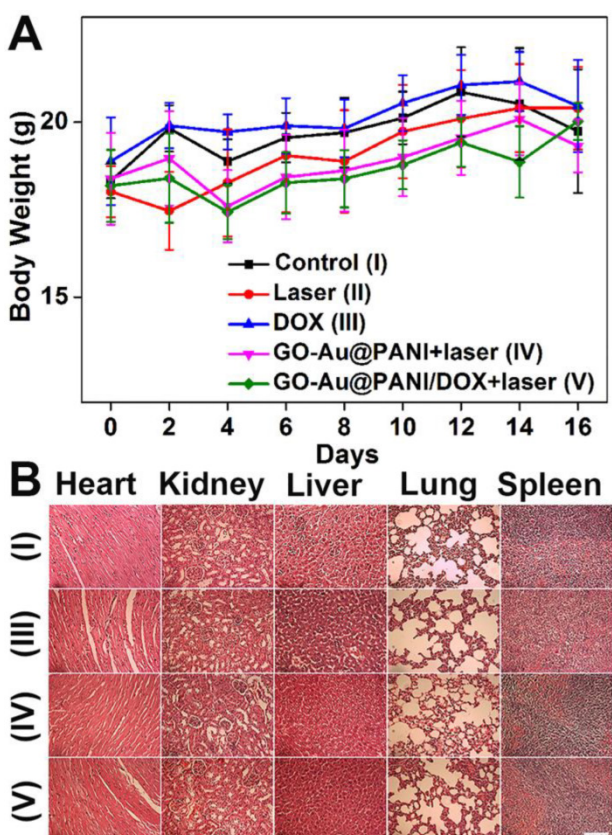 A
Body Weight (g)
20
15
Control (I)
Laser (II)
DOX (III)
GO-Au@PANI+laser (IV)
GO-Au@PANI/DOX+laser (V)
0 2 4 6 8 10 12 14 16
Days
B
Heart Kidney Liver Lung Spleen
(I)
(III)
(IV)
(V)